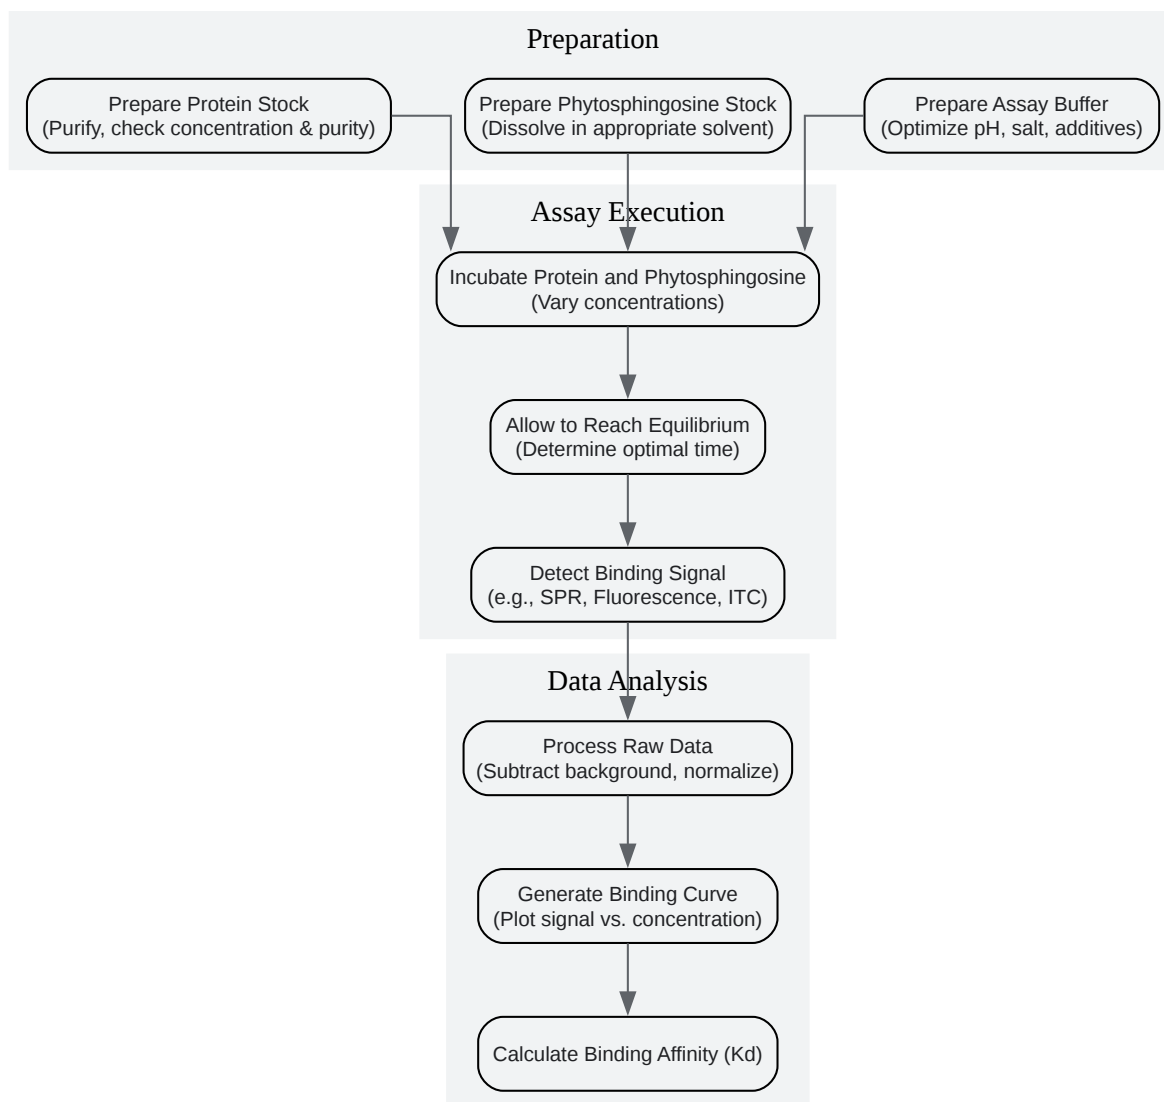 Preparation
Prepare Protein Stock
(Purify, check concentration & purity)
Prepare Phytosphingosine Stock
(Dissolve in appropriate solvent)
Prepare Assay Buffer
(Optimize pH, salt, additives)
Assay Execution
Incubate Protein and Phytosphingosine
(Vary concentrations)
Allow to Reach Equilibrium
(Determine optimal time)
Detect Binding Signal
(e.g., SPR, Fluorescence, ITC)
Data Analysis
Process Raw Data
(Subtract background, normalize)
Generate Binding Curve
(Plot signal vs. concentration)
Calculate Binding Affinity (Kd)